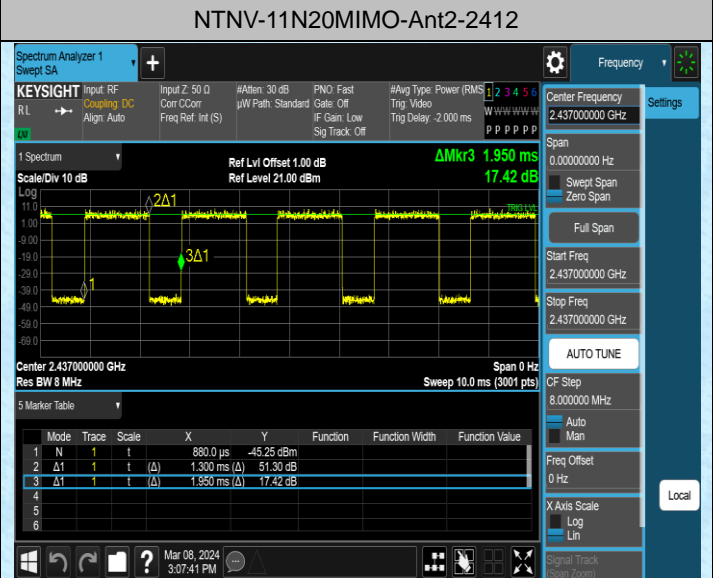 NTNV-11N20MIMO-Ant2-2412
Spectrum Analyzer 1
Swept SA
+
Frequency
KEYSIGHT
RL
LXI
Input: RF
Coupling: DC
Align: Auto
Input Z: 50 Ω
Corr CCorr
Freq Ref: Int (S)
#Atten: 30 dB
µW Path: Standard
PNO: Fast
Gate: Off
IF Gain: Low
Sig Track: Off
#Avg Type: Power (RMS
Trig: Video
Trig Delay: -2.000 ms
1 2 3 4 5 6
W W W W W W
P P P P P P
Center Frequency
2.437000000 GHz
Settings
Span
0.00000000 Hz
Swept Span
Zero Span
Full Span
Start Freq
2.437000000 GHz
Stop Freq
2.437000000 GHz
AUTO TUNE
CF Step
8.000000 MHz
Auto
Man
Freq Offset
0 Hz
X Axis Scale
Log
Lin
Signal Track
(Span Zoom)
Local
1 Spectrum
Scale/Div 10 dB
Ref Lvl Offset 1.00 dB
Ref Level 21.00 dBm
ΔMkr3 1.950 ms
17.42 dB
Log
11.0
1.00
-9.00
-19.0
-29.0
-39.0
-49.0
-59.0
-69.0
2Δ1
TRIG LVL
3Δ1
1
Center 2.437000000 GHz
Res BW 8 MHz
Span 0 Hz
Sweep 10.0 ms (3001 pts)
5 Marker Table
Mode Trace Scale X Y Function Function Width Function Value
1 N 1 t 880.0 µs -45.25 dBm
2 Δ1 1 t (Δ) 1.300 ms (Δ) 51.30 dB
3 Δ1 1 t (Δ) 1.950 ms (Δ) 17.42 dB
4
5
6
?
Mar 08, 2024
3:07:41 PM